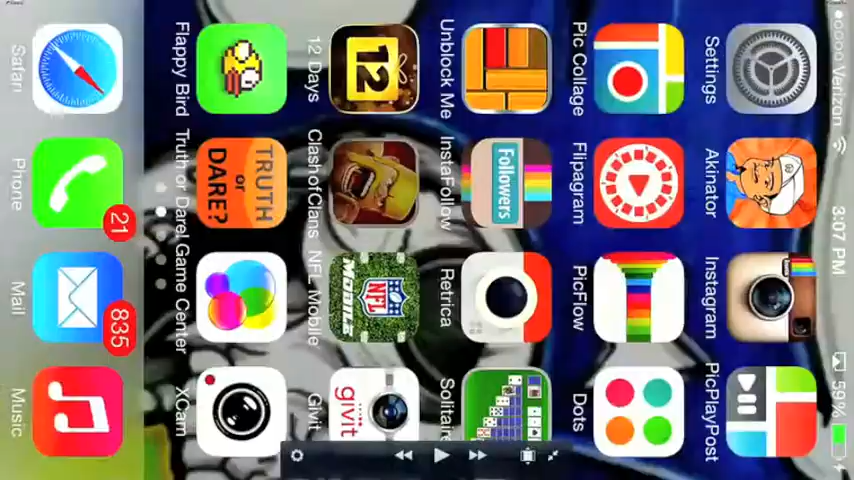 Verizon 3:07 PM 59%
Settings Akinator Instagram PicPlayPost
Pic Collage Flipagram PicFlow Dots
Followers
Unblock Me InstaFollow Retrica Solitaire
12
NFL
MOBILE
givit
12 Days ClashofClans NFL Mobile Givit
TRUTH
or
DARE?
Flappy Bird Truth or Dare! Game Center XCam
21 835
Safari Phone Mail Music